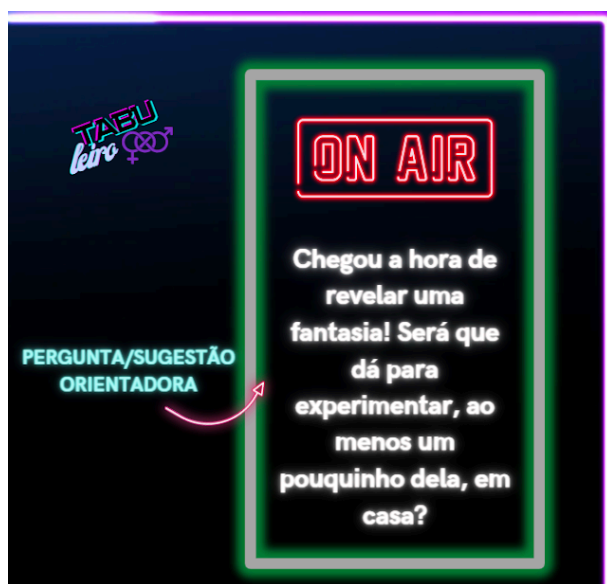 TABU
leiro
ON AIR
Chegou a hora de
revelar uma
fantasia! Será que
dá para
experimentar, ao
menos um
pouquinho dela, em
casa?
PERGUNTA/SUGESTÃO
ORIENTADORA